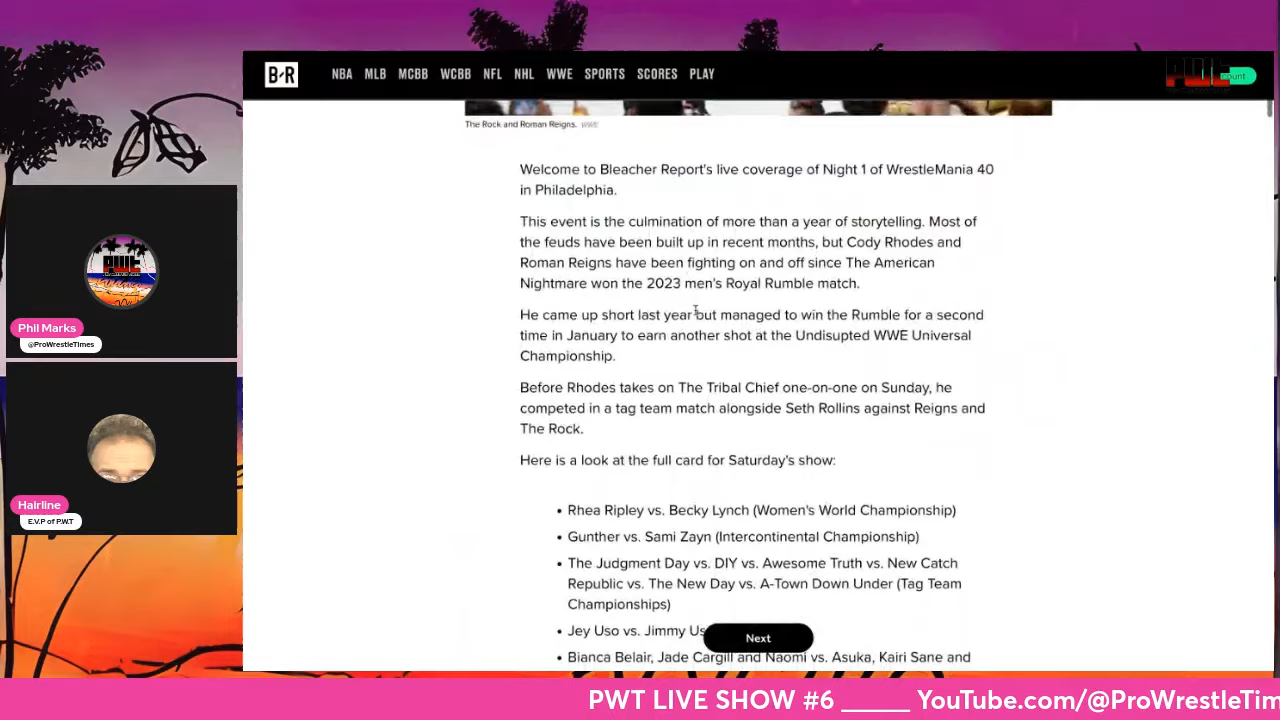 B/R
NBA MLB MCBB WCBB NFL NHL WWE SPORTS SCORES PLAY
PWT
The Rock and Roman Reigns. WWE
Welcome to Bleacher Report's live coverage of Night 1 of WrestleMania 40
in Philadelphia.
This event is the culmination of more than a year of storytelling. Most of
the feuds have been built up in recent months, but Cody Rhodes and
Roman Reigns have been fighting on and off since The American
Nightmare won the 2023 men's Royal Rumble match.
He came up short last year but managed to win the Rumble for a second
time in January to earn another shot at the Undisupted WWE Universal
Championship.
Before Rhodes takes on The Tribal Chief one-on-one on Sunday, he
competed in a tag team match alongside Seth Rollins against Reigns and
The Rock.
Here is a look at the full card for Saturday's show:
• Rhea Ripley vs. Becky Lynch (Women's World Championship)
• Gunther vs. Sami Zayn (Intercontinental Championship)
• The Judgment Day vs. DIY vs. Awesome Truth vs. New Catch
Republic vs. The New Day vs. A-Town Down Under (Tag Team
Championships)
• Jey Uso vs. Jimmy Us
Next
• Bianca Belair, Jade Cargill and Naomi vs. Asuka, Kairi Sane and
PWT
Phil Marks
@ProWrestleTimes
Hairline
E.V.P of P.W.T
PWT LIVE SHOW #6 _____ YouTube.com/@ProWrestleTim